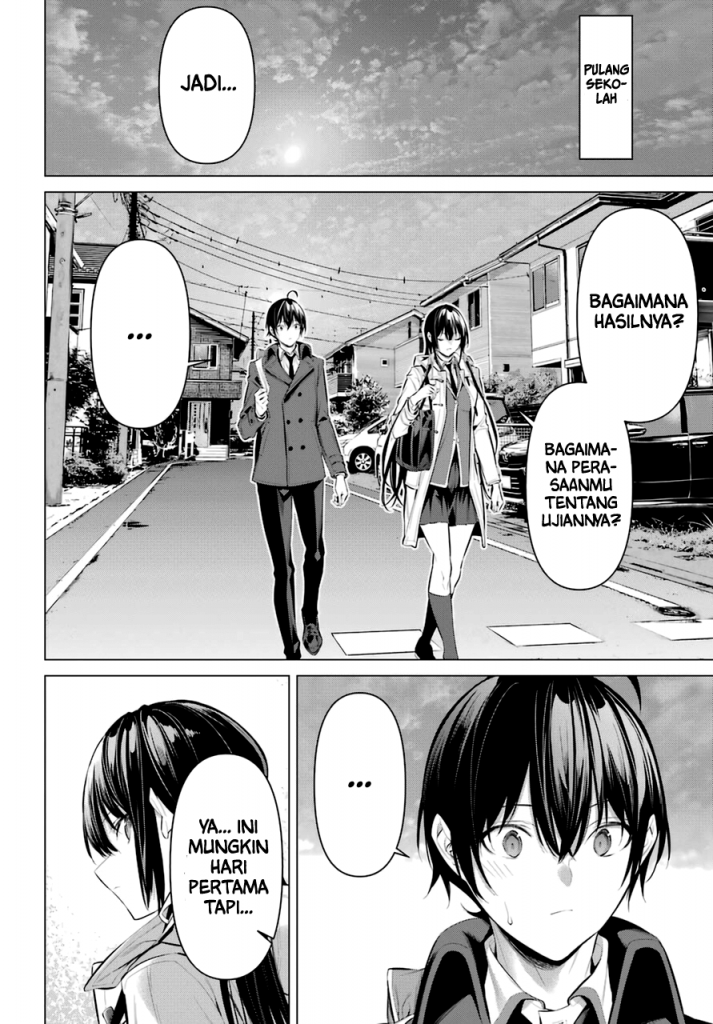 PULANG
SEKO-
LAH
JADI...
BAGAIMANA
HASILNYA?
BAGAIMA-
NA PERA-
SAANMU
TENTANG
UJIANNYA?
...
...
YA... INI
MUNGKIN
HARI
PERTAMA
TAPI...